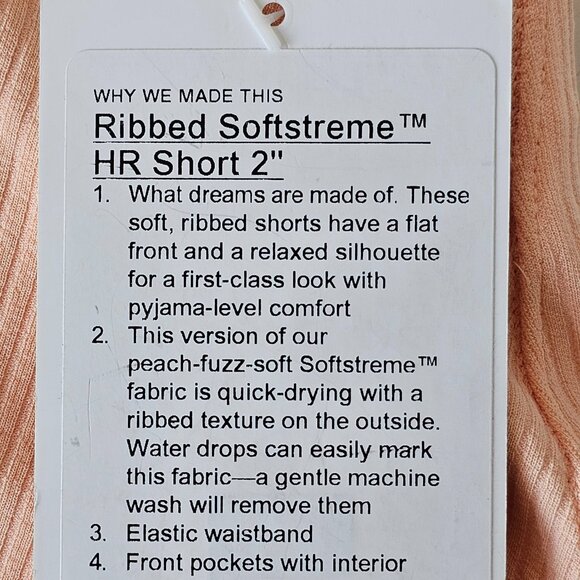 WHY WE MADE THIS
Ribbed Softstreme™
HR Short 2"
1. What dreams are made of. These
soft, ribbed shorts have a flat
front and a relaxed silhouette
for a first-class look with
pyjama-level comfort
2. This version of our
peach-fuzz-soft Softstreme™
fabric is quick-drying with a
ribbed texture on the outside.
Water drops can easily mark
this fabric—a gentle machine
wash will remove them
3. Elastic waistband
4. Front pockets with interior